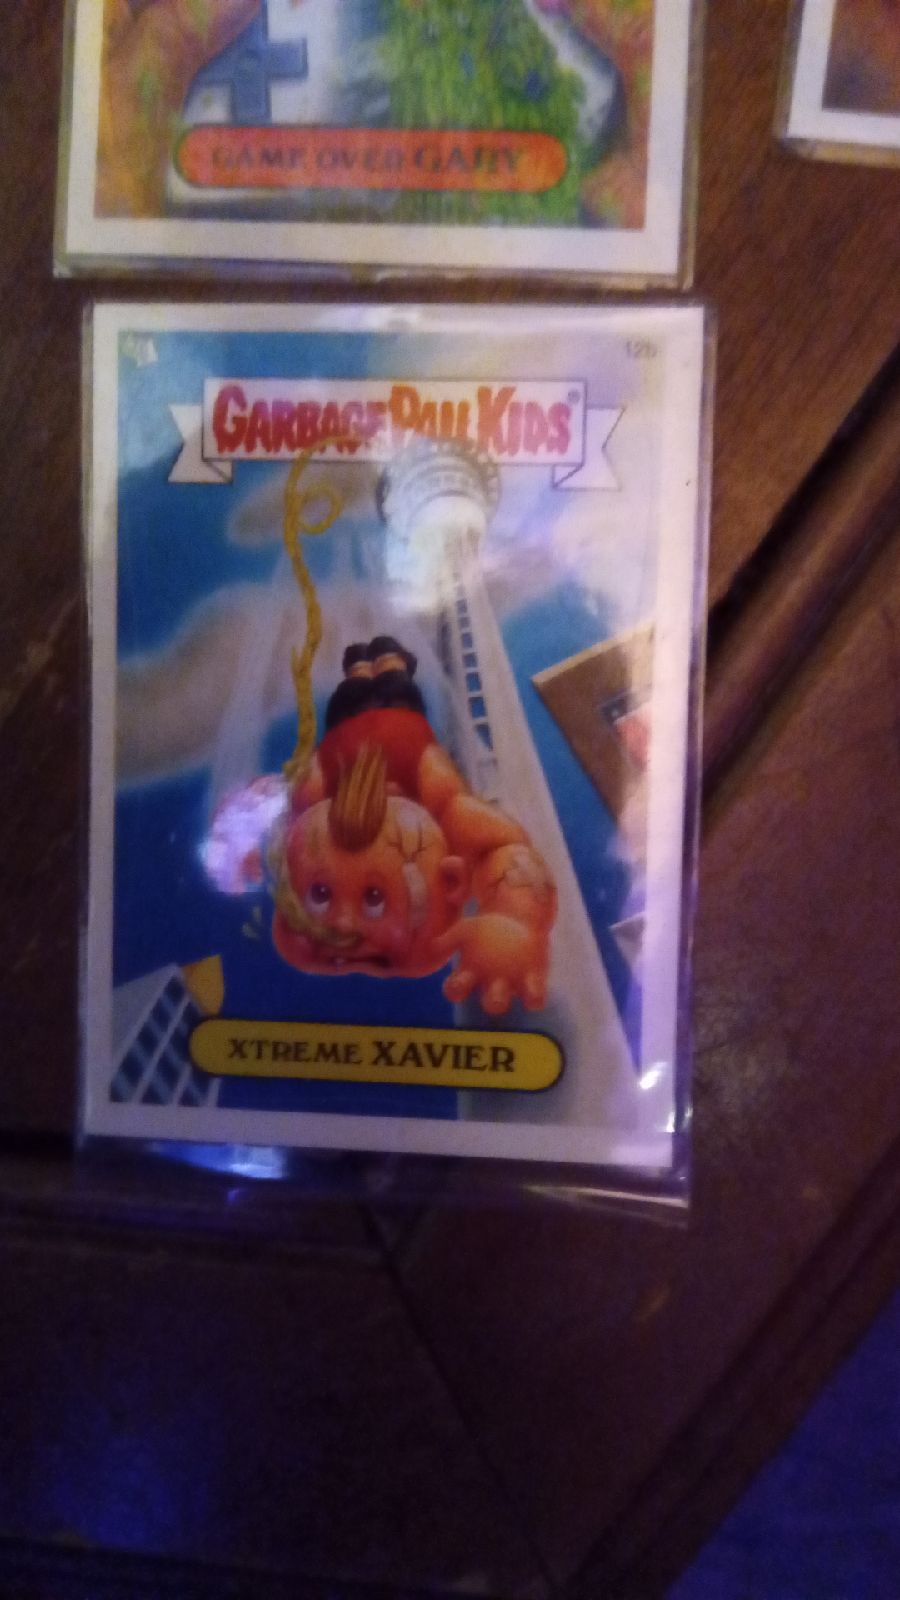 GAME OVER GARY
12b
GARBAGE PAIL KIDS®
XTREME XAVIER